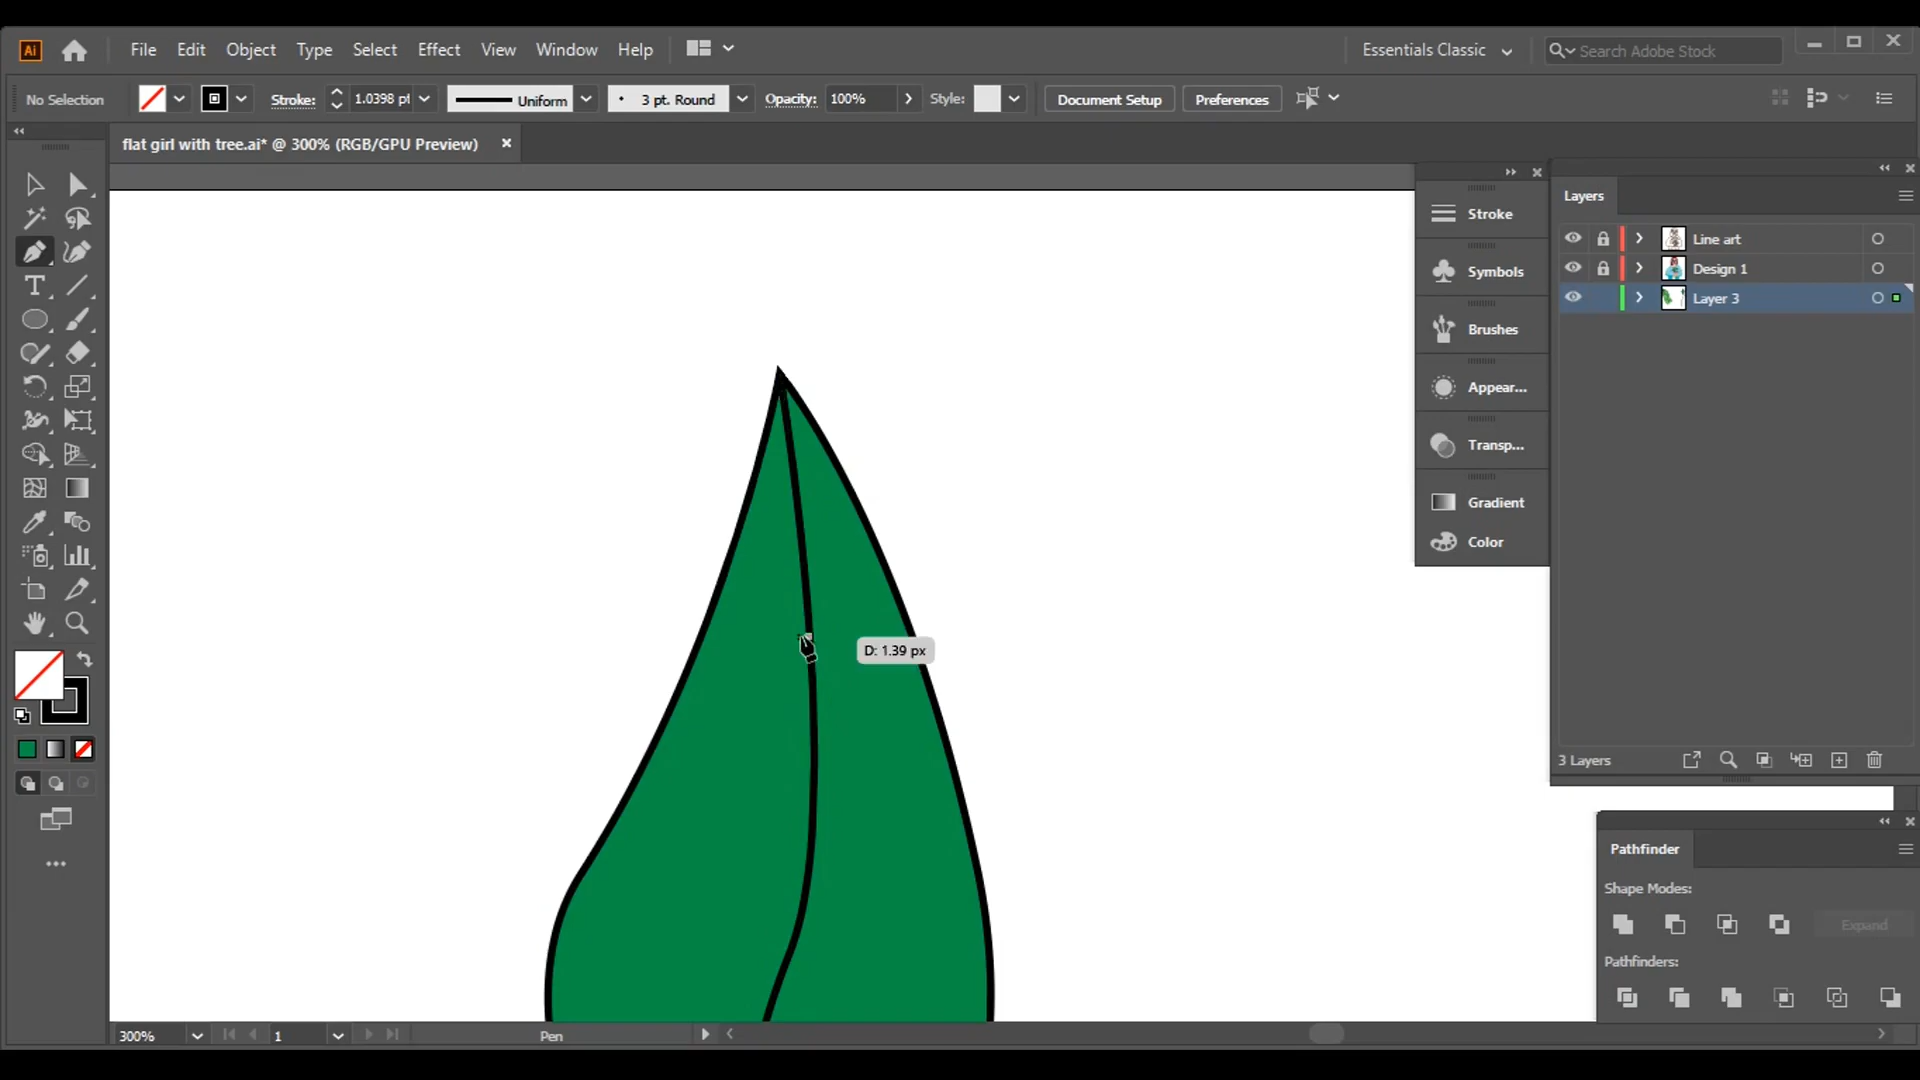 Ai File Edit Object Type Select Effect View Window Help Essentials Classic Search Adobe Stock
No Selection Stroke: 1.0398 pt Uniform 3 pt. Round Opacity: 100% Style: Document Setup Preferences
flat girl with tree.ai* @ 300% (RGB/GPU Preview)
Layers
Stroke
Line art
Symbols
Design 1
Layer 3
Brushes
Appear...
Transp...
Gradient
Color
D: 1.39 px
3 Layers
Pathfinder
Shape Modes:
Expand
Pathfinders:
300% 1 Pen